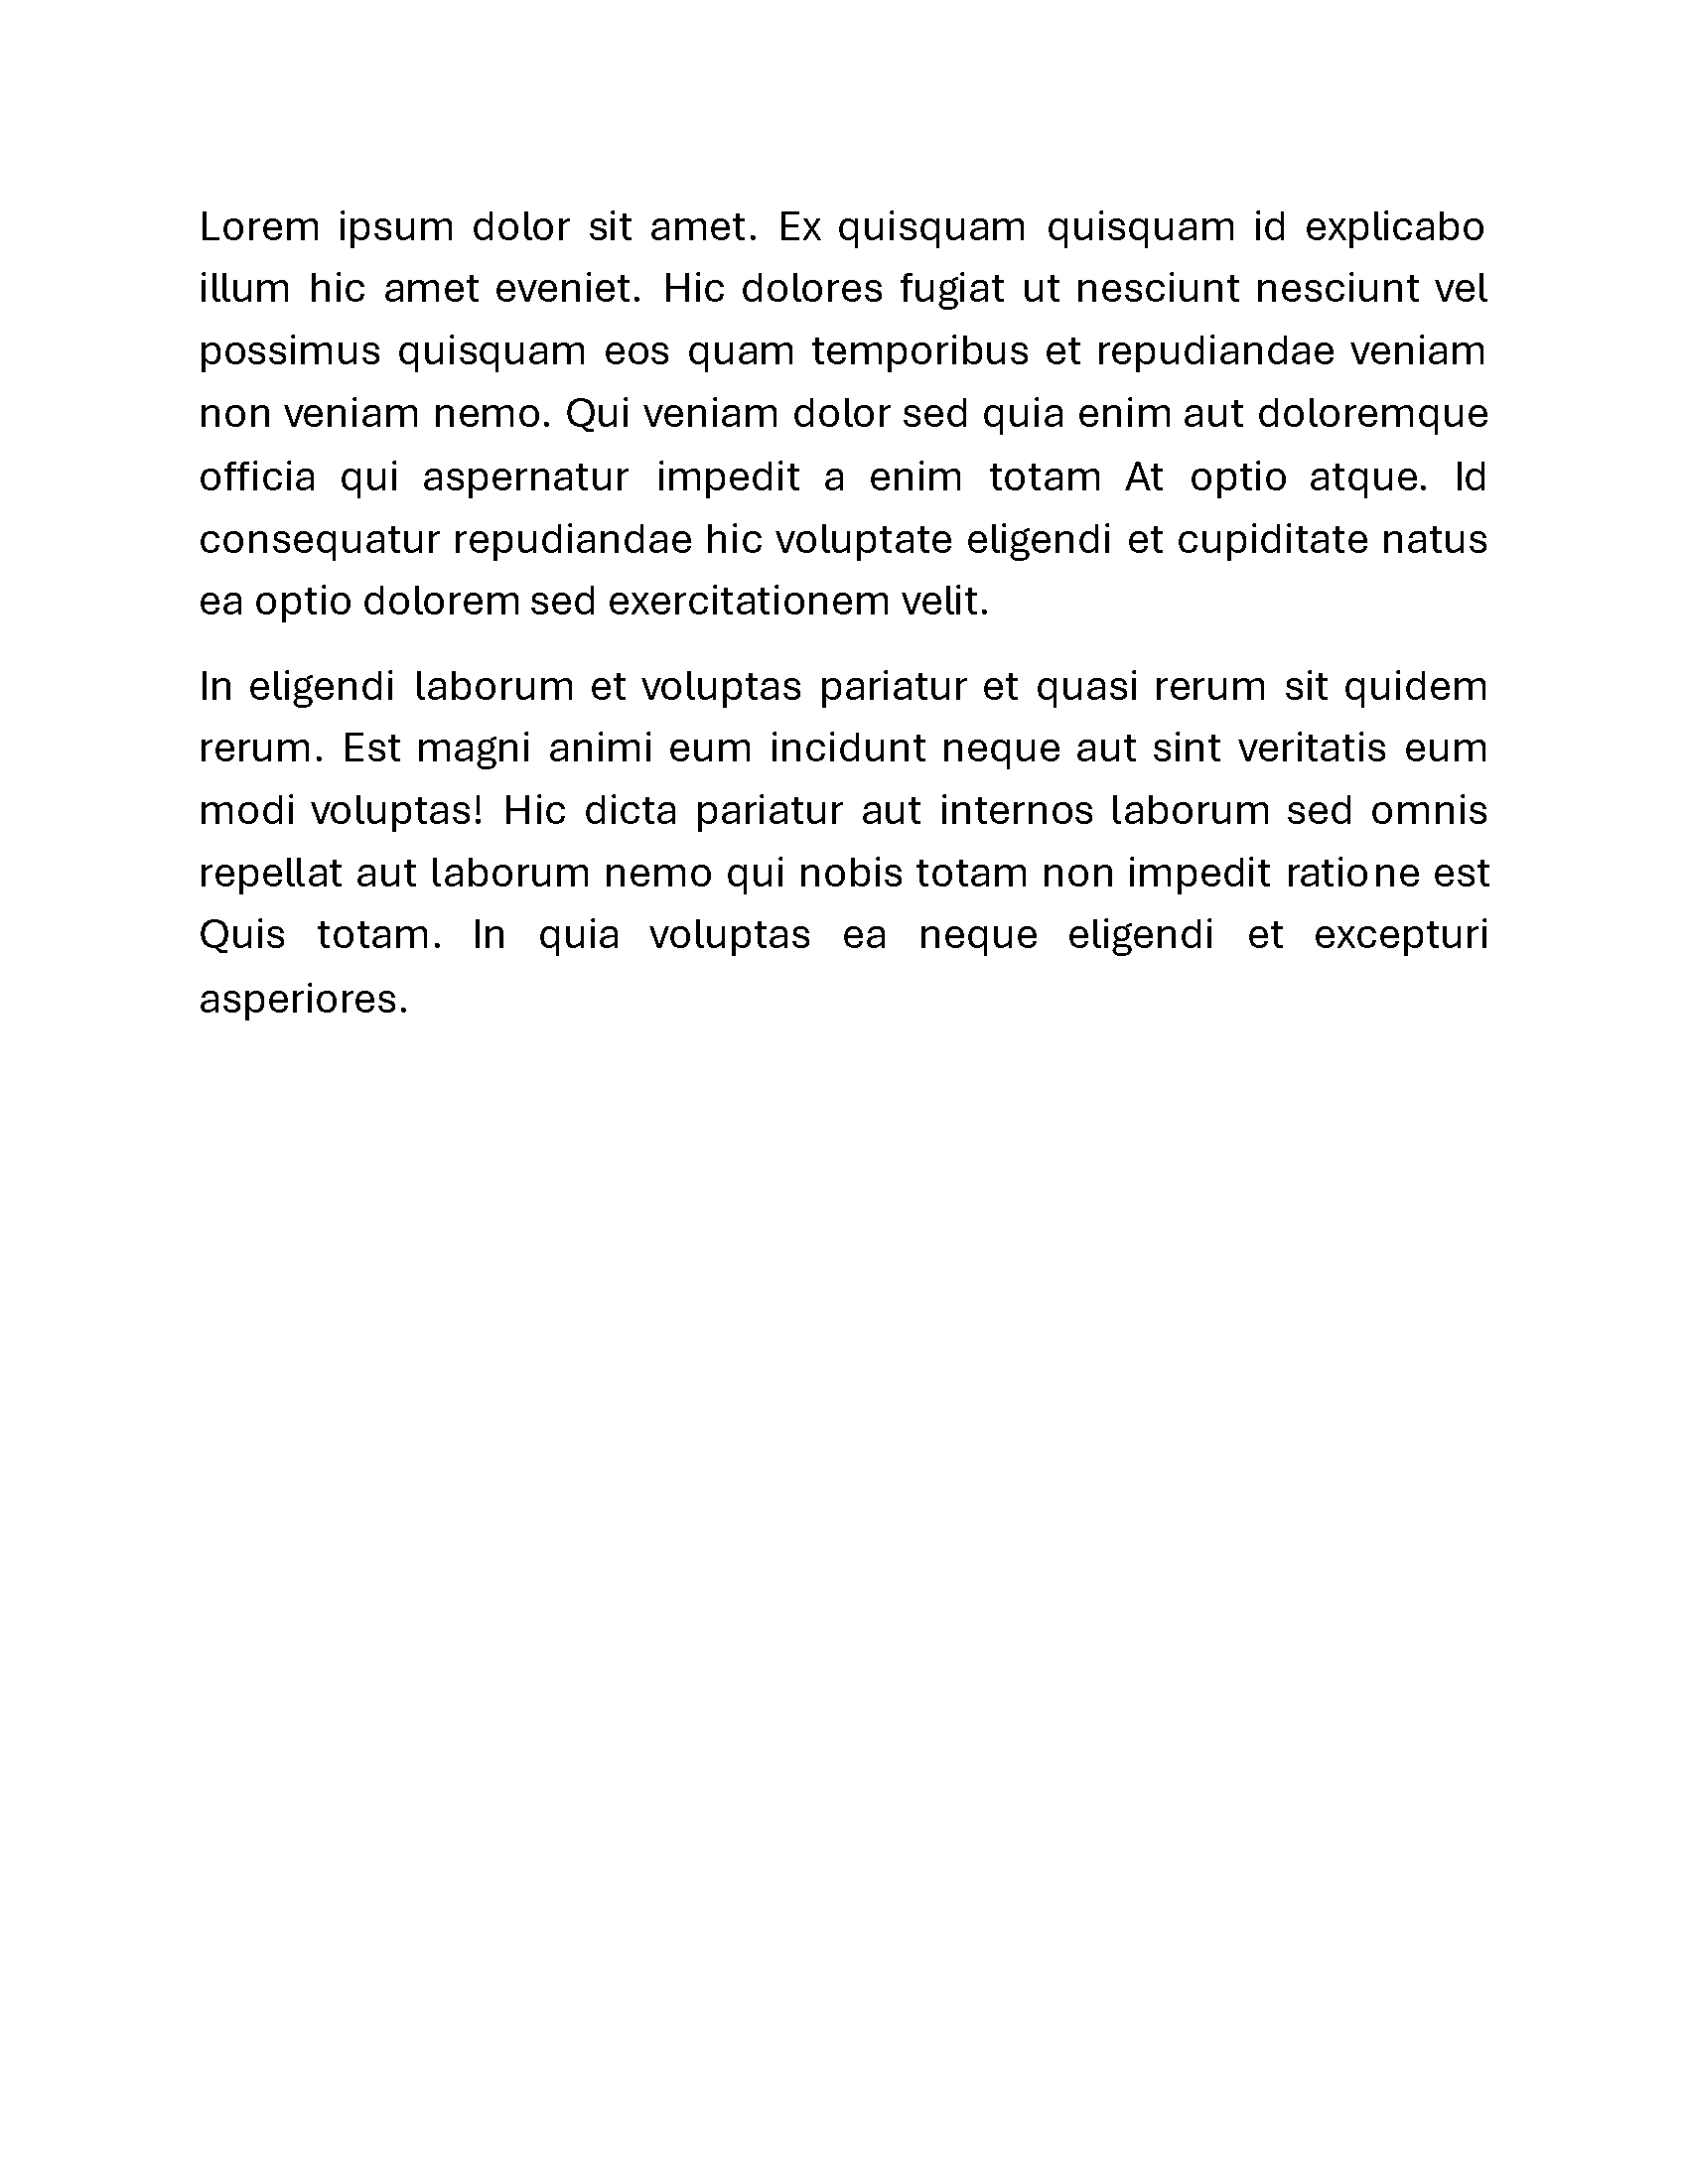 Lorem ipsum dolor sit amet. Ex quisquam quisquam id explicabo
illum hic amet eveniet. Hic dolores fugiat ut nesciunt nesciunt vel
possimus quisquam eos quam temporibus et repudiandae veniam
non veniam nemo. Qui veniam dolor sed quia enim aut doloremque
officia qui aspernatur impedit a enim totam At optio atque. Id
consequatur repudiandae hic voluptate eligendi et cupiditate natus
ea optio dolorem sed exercitationem velit.
In eligendi laborum et voluptas pariatur et quasi rerum sit quidem
rerum. Est magni animi eum incidunt neque aut sint veritatis eum
modi voluptas! Hic dicta pariatur aut internos laborum sed omnis
repellat aut laborum nemo qui nobis totam non impedit ratione est
Quis totam. In quia voluptas ea neque eligendi et excepturi
asperiores.